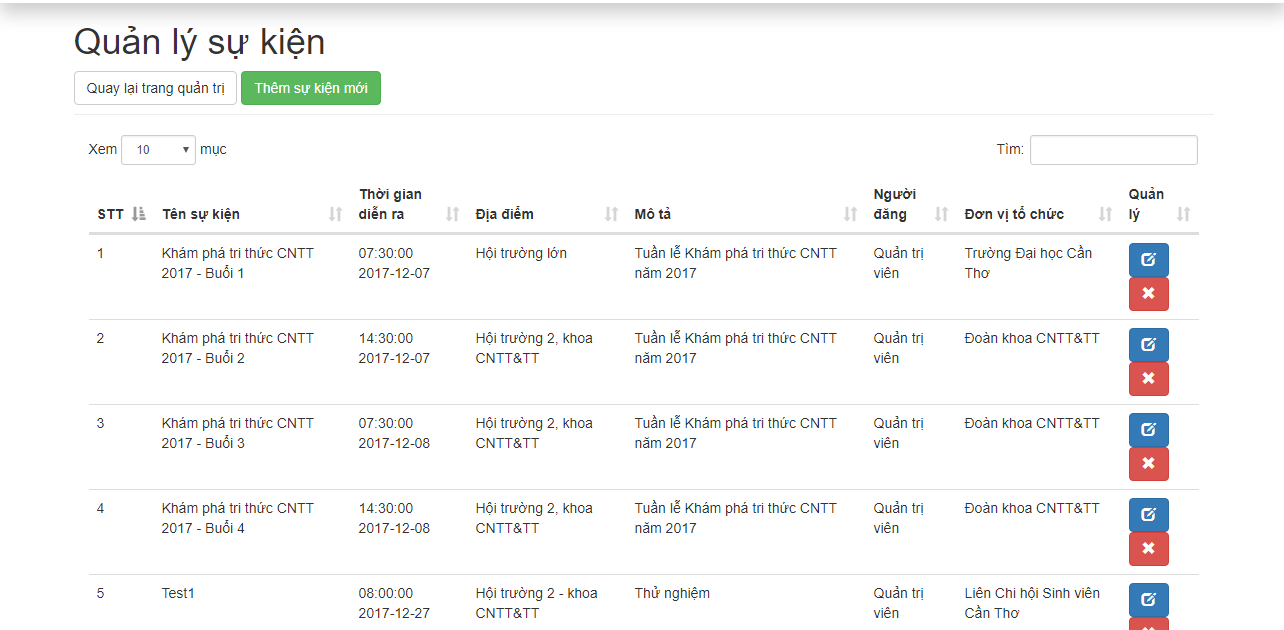 Quản lý sự kiện
Quay lại trang quản trị
Thêm sự kiện mới
Xem 10 mục
Tìm:
STT
Tên sự kiện
Thời gian
diễn ra
Địa điểm
Mô tả
Người
đăng
Đơn vị tổ chức
Quản
lý
1
Khám phá tri thức CNTT
2017 - Buổi 1
07:30:00
2017-12-07
Hội trường lớn
Tuần lễ Khám phá tri thức CNTT
năm 2017
Quản trị
viên
Trường Đại học Cần
Thơ
2
Khám phá tri thức CNTT
2017 - Buổi 2
14:30:00
2017-12-07
Hội trường 2, khoa
CNTT&TT
Tuần lễ Khám phá tri thức CNTT
năm 2017
Quản trị
viên
Đoàn khoa CNTT&TT
3
Khám phá tri thức CNTT
2017 - Buổi 3
07:30:00
2017-12-08
Hội trường 2, khoa
CNTT&TT
Tuần lễ Khám phá tri thức CNTT
năm 2017
Quản trị
viên
Đoàn khoa CNTT&TT
4
Khám phá tri thức CNTT
2017 - Buổi 4
14:30:00
2017-12-08
Hội trường 2, khoa
CNTT&TT
Tuần lễ Khám phá tri thức CNTT
năm 2017
Quản trị
viên
Đoàn khoa CNTT&TT
5
Test1
08:00:00
2017-12-27
Hội trường 2 - khoa
CNTT&TT
Thử nghiệm
Quản trị
viên
Liên Chi hội Sinh viên
Cần Thơ